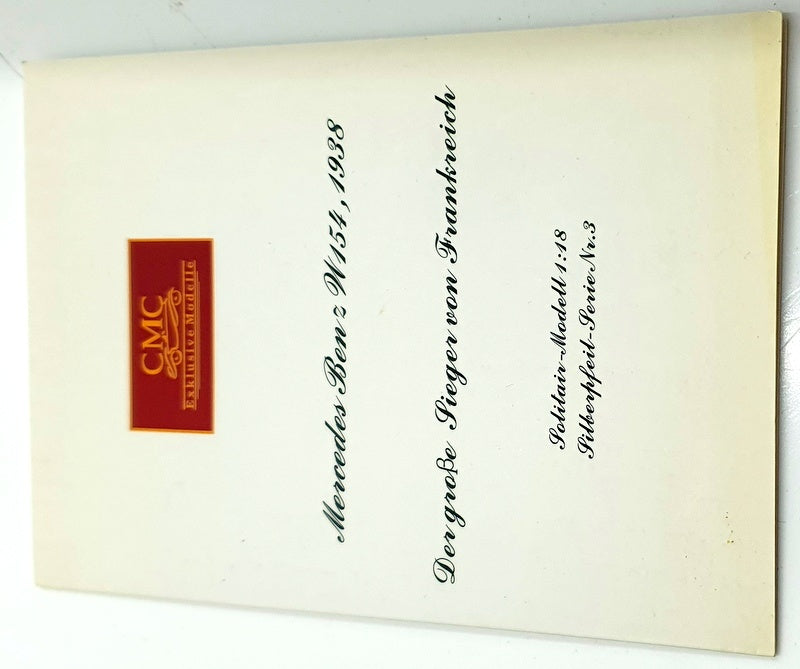 CMC
Exklusive Modelle
Mercedes Benz W154, 1938
Der große Sieger von Frankreich
Solitair-Modell 1:18
Silberpfeil-Serie Nr.3